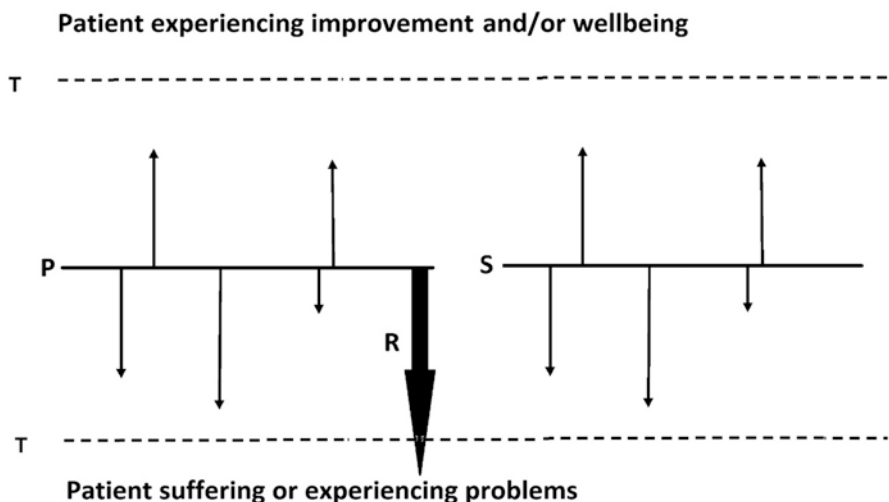 Patient experiencing improvement and/or wellbeing
T
P
S
R
T
Patient suffering or experiencing problems